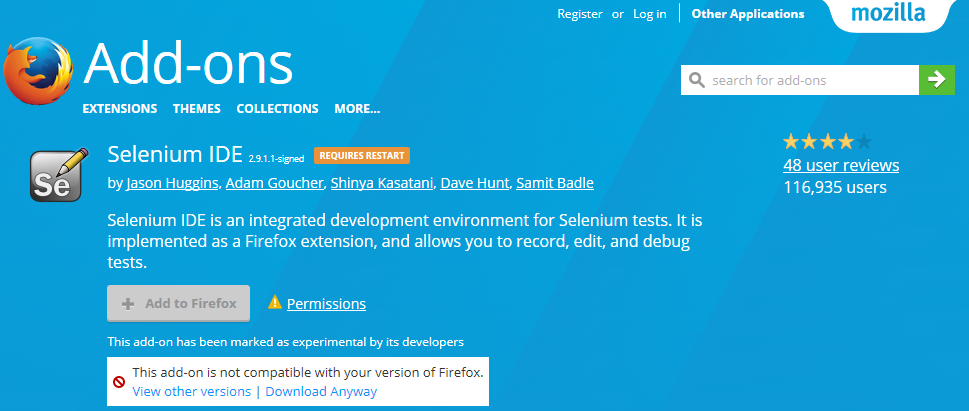 Register or Log in | Other Applications
mozilla
Add-ons
search for add-ons
EXTENSIONS THEMES COLLECTIONS MORE...
Se
Selenium IDE 2.9.1.1-signed REQUIRES RESTART
by Jason Huggins, Adam Goucher, Shinya Kasatani, Dave Hunt, Samit Badle
48 user reviews
116,935 users
Selenium IDE is an integrated development environment for Selenium tests. It is
implemented as a Firefox extension, and allows you to record, edit, and debug
tests.
Add to Firefox
Permissions
This add-on has been marked as experimental by its developers
This add-on is not compatible with your version of Firefox.
View other versions | Download Anyway